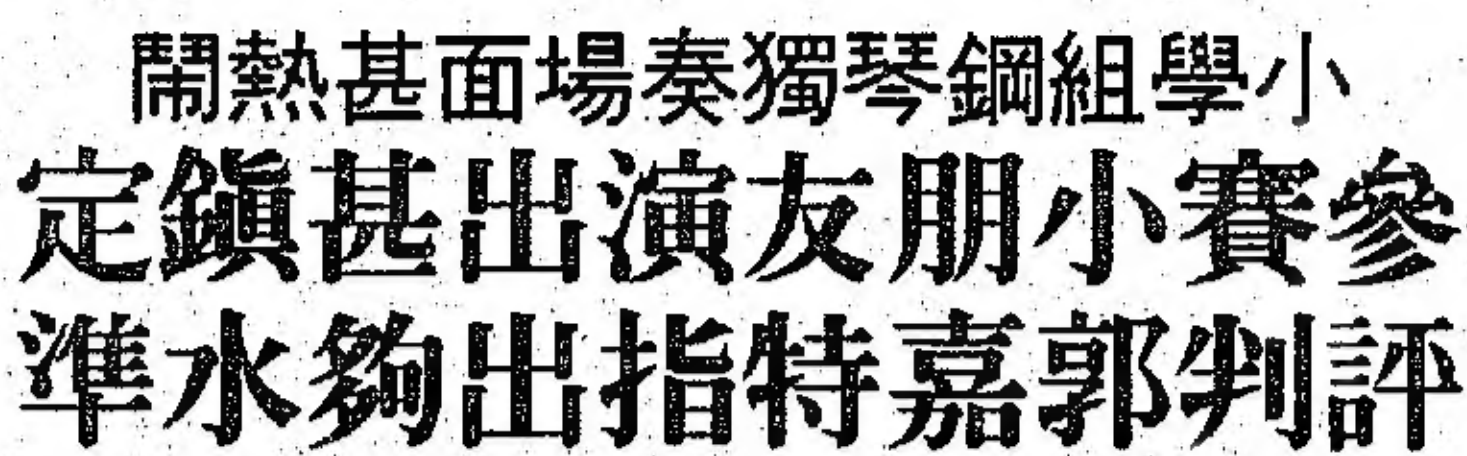 小學組鋼琴獨奏場面甚熱鬧
參賽小朋友演出甚鎭定
評判郭嘉特指出夠水準